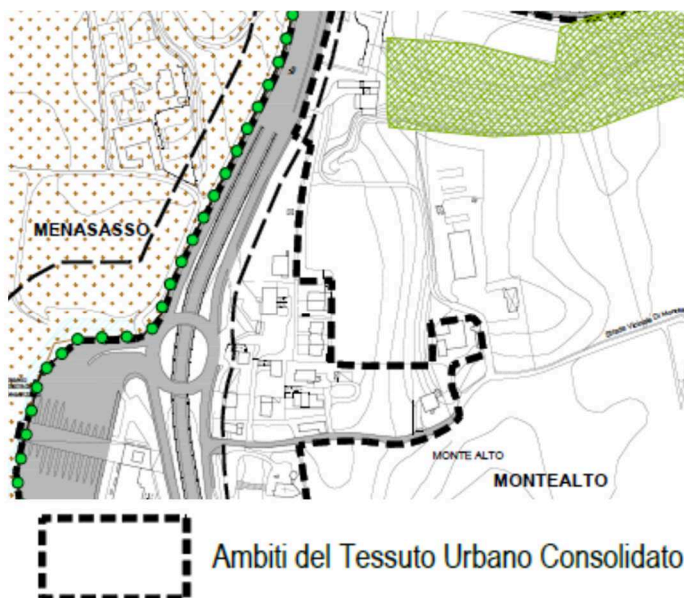 MENASASSO
MONTE ALTO
MONTEALTO
Ambiti del Tessuto Urbano Consolidato